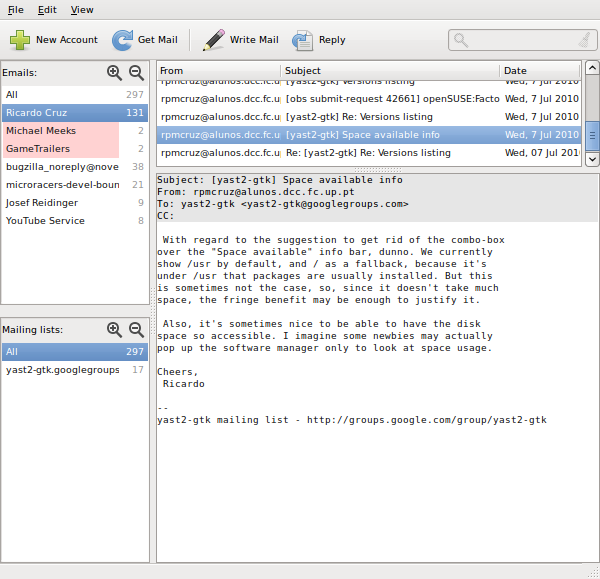 File Edit View
New Account Get Mail Write Mail Reply
Emails:
All 297
Ricardo Cruz 131
Michael Meeks 2
GameTrailers 2
bugzilla_noreply@nove 38
microracers-devel-boun 21
Josef Reidinger 9
YouTube Service 8
Mailing lists:
All 297
yast2-gtk.googlegroups 17
From Subject Date
rpmcruz@alunos.dcc.fc.u [yast2-gtk] Versions listing Wed, 7 Jul 2010
rpmcruz@alunos.dcc.fc.u [obs submit-request 42661] openSUSE:Facto Wed, 7 Jul 2010
rpmcruz@alunos.dcc.fc.u [yast2-gtk] Re: Versions listing Wed, 7 Jul 2010
rpmcruz@alunos.dcc.fc.u [yast2-gtk] Space available info Wed, 7 Jul 2010
rpmcruz@alunos.dcc.fc.u Re: [yast2-gtk] Re: Versions listing Wed, 07 Jul 201
Subject: [yast2-gtk] Space available info
From: rpmcruz@alunos.dcc.fc.up.pt
To: yast2-gtk <yast2-gtk@googlegroups.com>
CC:
With regard to the suggestion to get rid of the combo-box
over the "Space available" info bar, dunno. We currently
show /usr by default, and / as a fallback, because it's
under /usr that packages are usually installed. But this
is sometimes not the case, so, since it doesn't take much
space, the fringe benefit may be enough to justify it.
Also, it's sometimes nice to be able to have the disk
space so accessible. I imagine some newbies may actually
pop up the software manager only to look at space usage.
Cheers,
Ricardo
--
yast2-gtk mailing list - http://groups.google.com/group/yast2-gtk